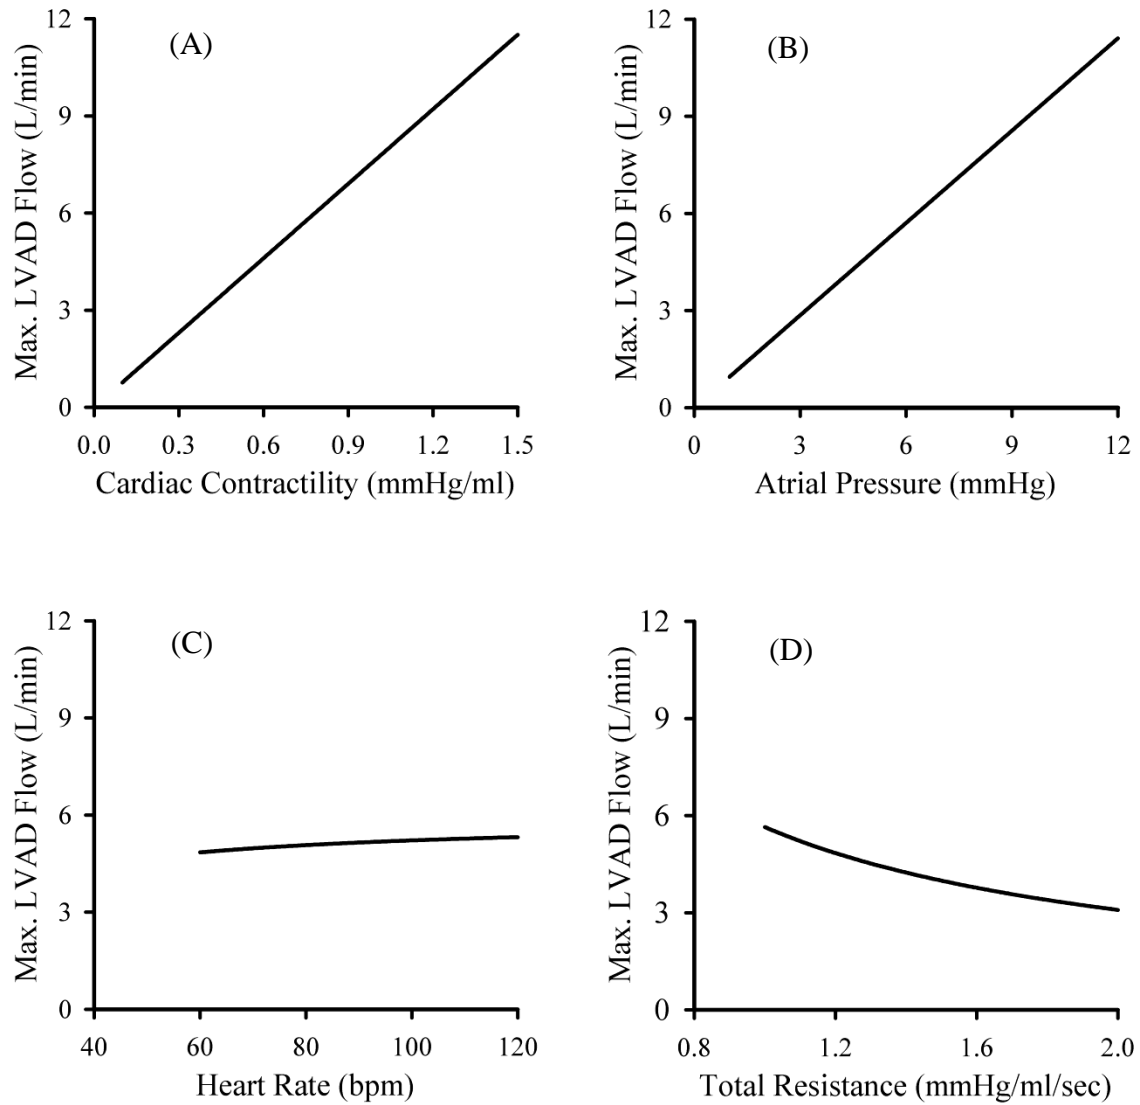 (A)
Max. LVAD Flow (L/min)
12
9
6
3
0
0.0 0.3 0.6 0.9 1.2 1.5
Cardiac Contractility (mmHg/ml)
(B)
Max. LVAD Flow (L/min)
12
9
6
3
0
0 3 6 9 12
Atrial Pressure (mmHg)
(C)
Max. LVAD Flow (L/min)
12
9
6
3
0
40 60 80 100 120
Heart Rate (bpm)
(D)
Max. LVAD Flow (L/min)
12
9
6
3
0
0.8 1.2 1.6 2.0
Total Resistance (mmHg/ml/sec)